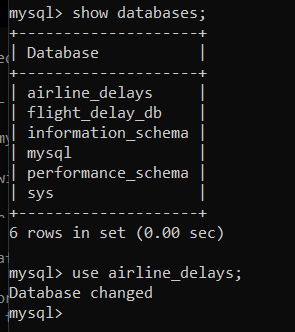 mysql> show databases;
+--------------------+
| Database           |
+--------------------+
| airline_delays     |
| flight_delay_db    |
| information_schema |
| mysql              |
| performance_schema |
| sys                |
+--------------------+
6 rows in set (0.00 sec)
mysql> use airline_delays;
Database changed
mysql>